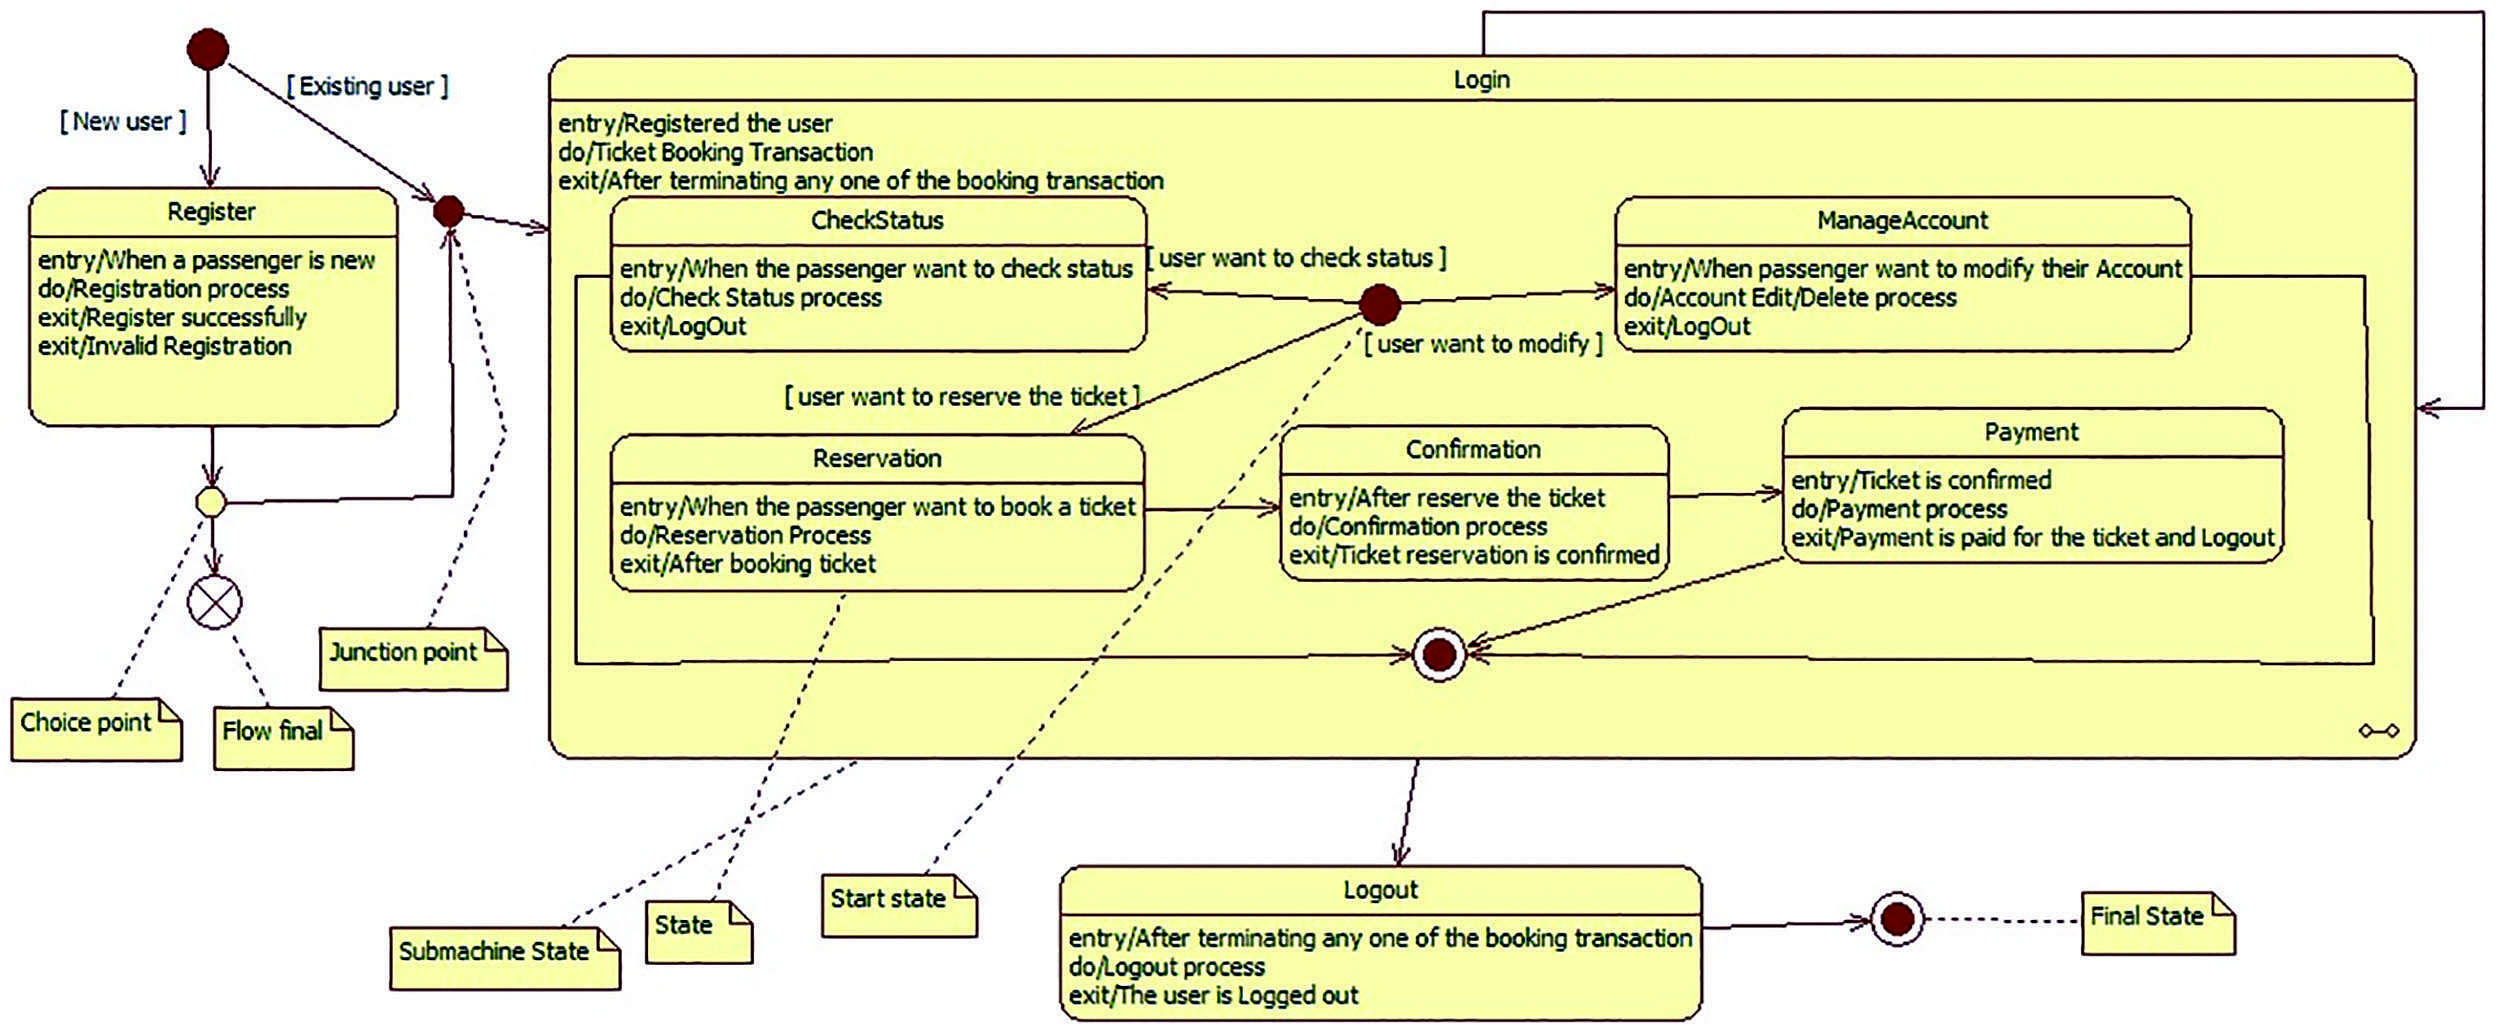 [ Existing user ]
[ New user ]
Register
entry/When a passenger is new
do/Registration process
exit/Register successfully
exit/Invalid Registration
Choice point
Flow final
Junction point
Login
entry/Registered the user
do/Ticket Booking Transaction
exit/After terminating any one of the booking transaction
CheckStatus
entry/When the passenger want to check status
do/Check Status process
exit/LogOut
[ user want to check status ]
ManageAccount
entry/When passenger want to modify their Account
do/Account Edit/Delete process
exit/LogOut
[ user want to modify ]
[ user want to reserve the ticket ]
Reservation
entry/When the passenger want to book a ticket
do/Reservation Process
exit/After booking ticket
Confirmation
entry/After reserve the ticket
do/Confirmation process
exit/Ticket reservation is confirmed
Payment
entry/Ticket is confirmed
do/Payment process
exit/Payment is paid for the ticket and Logout
Submachine State
State
Start state
Logout
entry/After terminating any one of the booking transaction
do/Logout process
exit/The user is Logged out
Final State